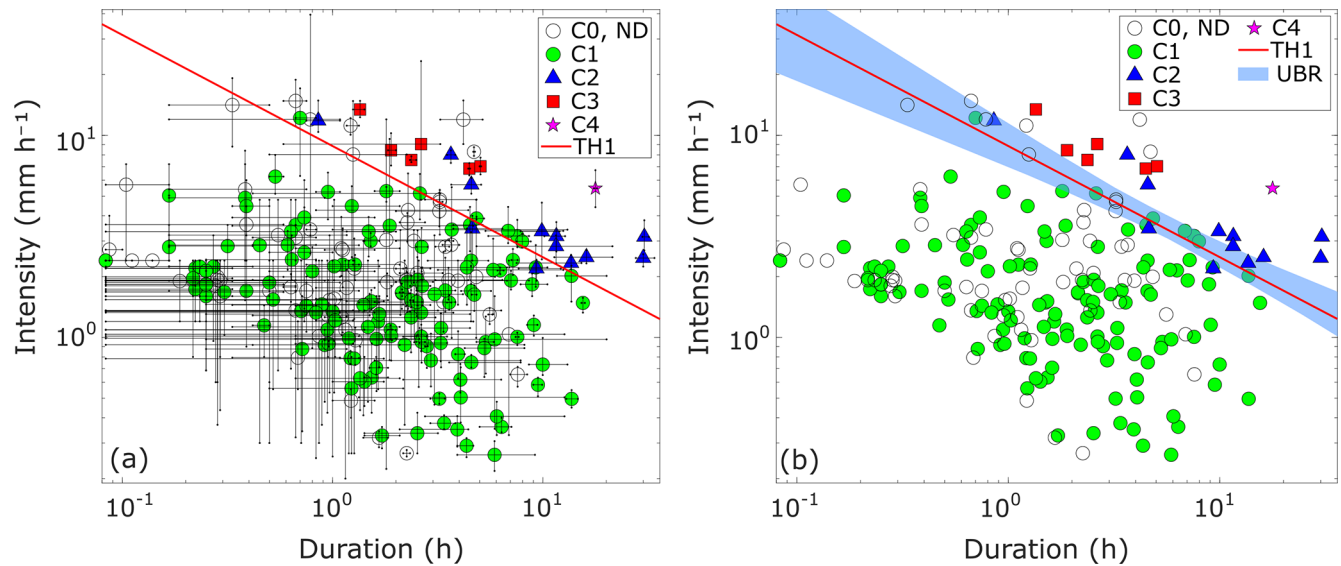 C0, ND
C1
C2
C3
C4
TH1
10¹
10⁰
Intensity (mm h⁻¹)
(a)
10⁻¹ 10⁰ 10¹
Duration (h)
C0, ND C4
C1 TH1
C2 UBR
C3
10¹
10⁰
Intensity (mm h⁻¹)
(b)
10⁻¹ 10⁰ 10¹
Duration (h)